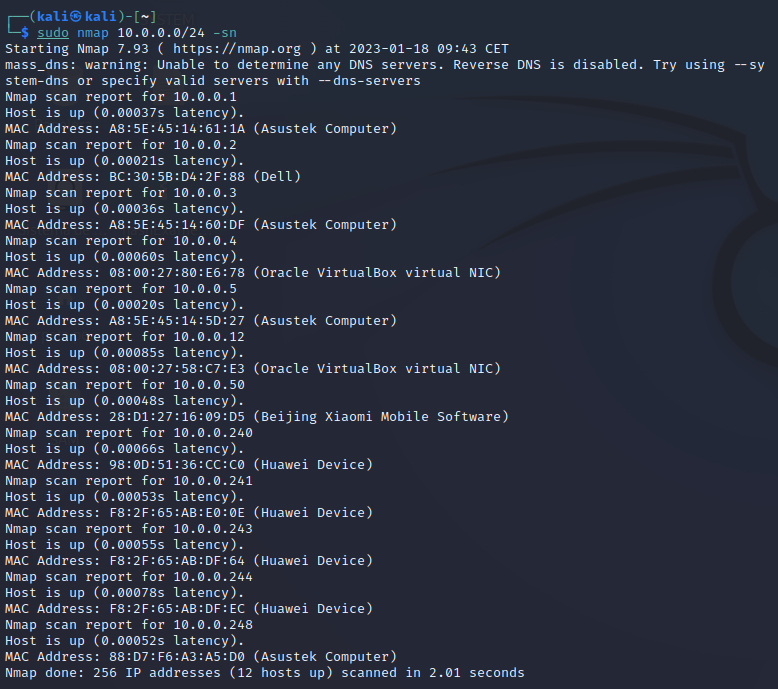 ┌──(kali㉿kali)-[~]
└─$ sudo nmap 10.0.0.0/24 -sn
Starting Nmap 7.93 ( https://nmap.org ) at 2023-01-18 09:43 CET
mass_dns: warning: Unable to determine any DNS servers. Reverse DNS is disabled. Try using --sy
stem-dns or specify valid servers with --dns-servers
Nmap scan report for 10.0.0.1
Host is up (0.00037s latency).
MAC Address: A8:5E:45:14:61:1A (Asustek Computer)
Nmap scan report for 10.0.0.2
Host is up (0.00021s latency).
MAC Address: BC:30:5B:D4:2F:88 (Dell)
Nmap scan report for 10.0.0.3
Host is up (0.00036s latency).
MAC Address: A8:5E:45:14:60:DF (Asustek Computer)
Nmap scan report for 10.0.0.4
Host is up (0.00060s latency).
MAC Address: 08:00:27:80:E6:78 (Oracle VirtualBox virtual NIC)
Nmap scan report for 10.0.0.5
Host is up (0.00020s latency).
MAC Address: A8:5E:45:14:5D:27 (Asustek Computer)
Nmap scan report for 10.0.0.12
Host is up (0.00085s latency).
MAC Address: 08:00:27:58:C7:E3 (Oracle VirtualBox virtual NIC)
Nmap scan report for 10.0.0.50
Host is up (0.00048s latency).
MAC Address: 28:D1:27:16:09:D5 (Beijing Xiaomi Mobile Software)
Nmap scan report for 10.0.0.240
Host is up (0.00066s latency).
MAC Address: 98:0D:51:36:CC:C0 (Huawei Device)
Nmap scan report for 10.0.0.241
Host is up (0.00053s latency).
MAC Address: F8:2F:65:AB:E0:0E (Huawei Device)
Nmap scan report for 10.0.0.243
Host is up (0.00055s latency).
MAC Address: F8:2F:65:AB:DF:64 (Huawei Device)
Nmap scan report for 10.0.0.244
Host is up (0.00078s latency).
MAC Address: F8:2F:65:AB:DF:EC (Huawei Device)
Nmap scan report for 10.0.0.248
Host is up (0.00052s latency).
MAC Address: 88:D7:F6:A3:A5:D0 (Asustek Computer)
Nmap done: 256 IP addresses (12 hosts up) scanned in 2.01 seconds